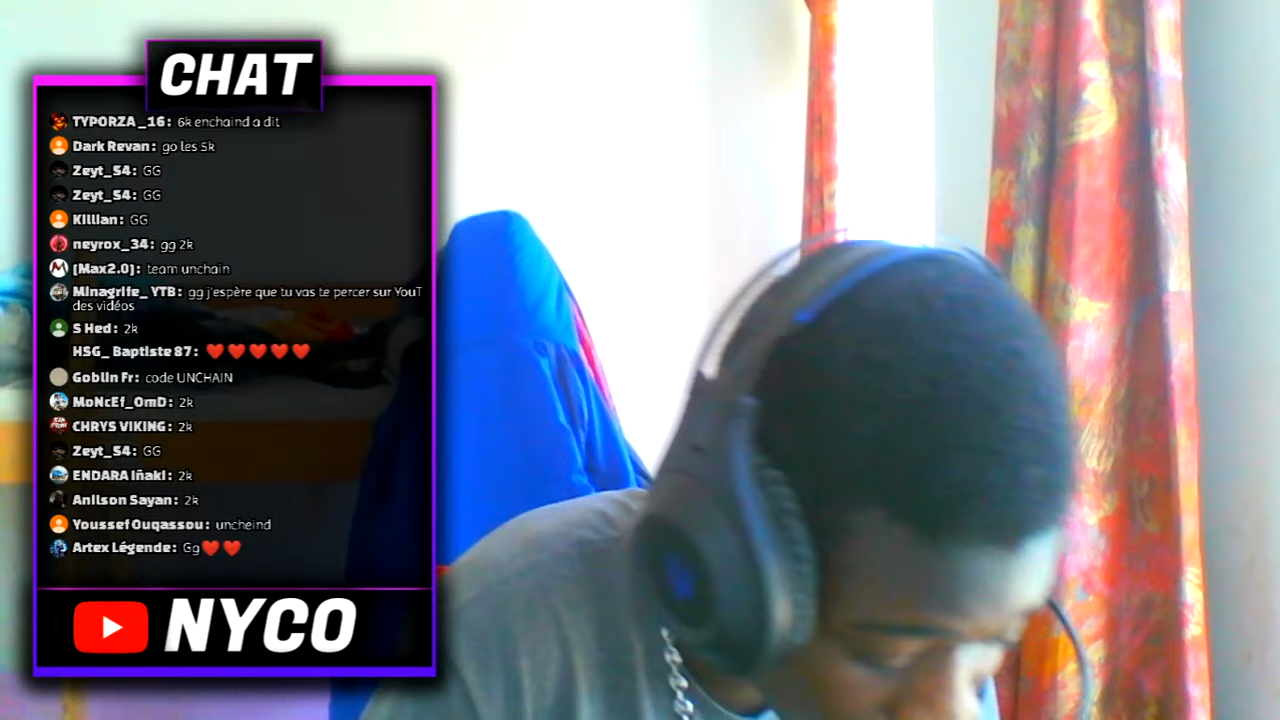 CHAT
TYPORZA_16: 6k enchaind a dit
Dark Revan: go les 5k
Zeyt_S4: GG
Zeyt_S4: GG
Killian: GG
neyrox_34: gg 2k
[Max2.0]: team unchain
Minagrife_ YTB: gg j'espère que tu vas te percer sur YouT
des vidéos
S Hed: 2k
HSG_ Baptiste87: ❤❤❤❤❤
Goblin Fr: code UNCHAIN
MoNcEf_OmD: 2k
CHRYS VIKING: 2k
Zeyt_S4: GG
ENDARA iñaki: 2k
Anilson Sayan: 2k
Youssef Ouqassou: uncheind
Artex Légende: Gg❤❤
NYCO